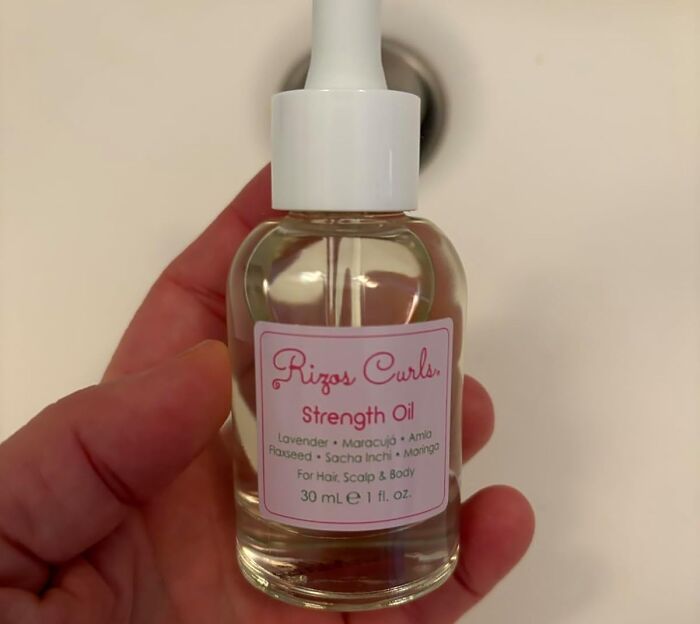 Rizos Curls.
Strength Oil
Lavender • Maracujá • Amla
Flaxseed • Sacha Inchi • Moringa
For Hair, Scalp & Body
30 mL ℮ 1 fl. oz.